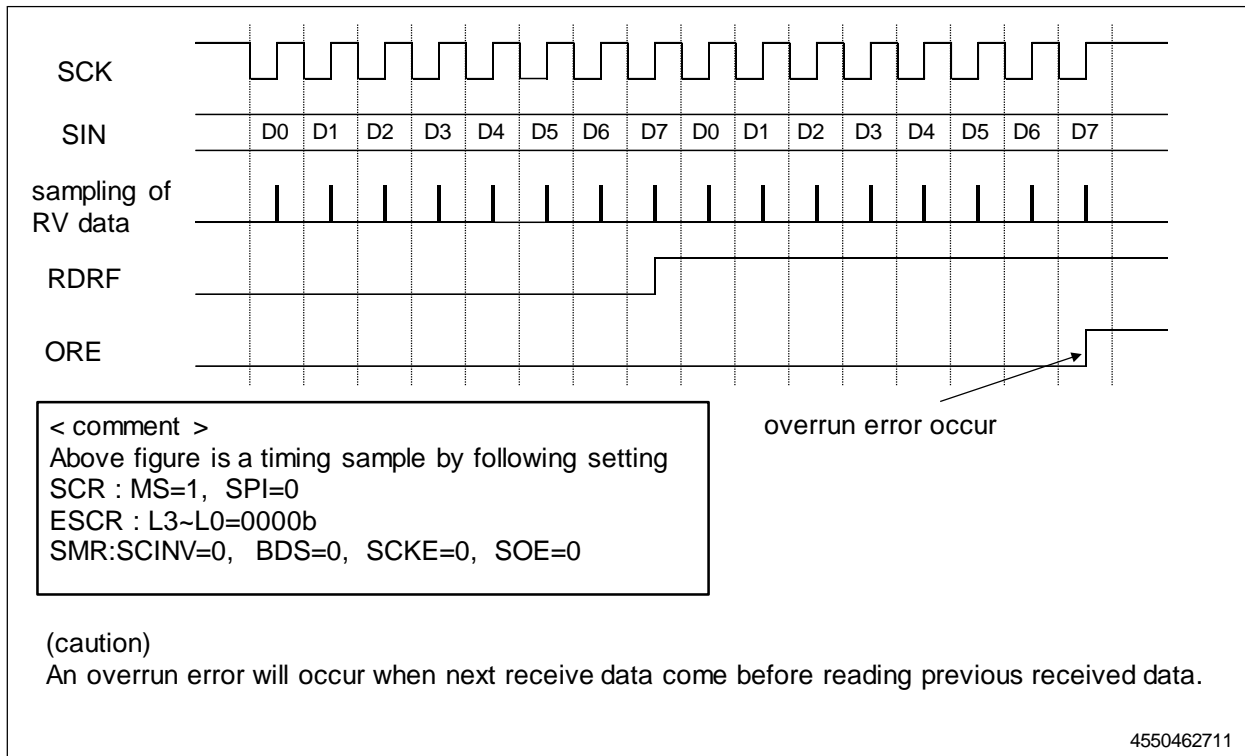 SCK
SIN D0 D1 D2 D3 D4 D5 D6 D7 D0 D1 D2 D3 D4 D5 D6 D7
sampling of
RV data
RDRF
ORE
overrun error occur
< comment >
Above figure is a timing sample by following setting
SCR : MS=1, SPI=0
ESCR : L3~L0=0000b
SMR:SCINV=0, BDS=0, SCKE=0, SOE=0
(caution)
An overrun error will occur when next receive data come before reading previous received data.
4550462711